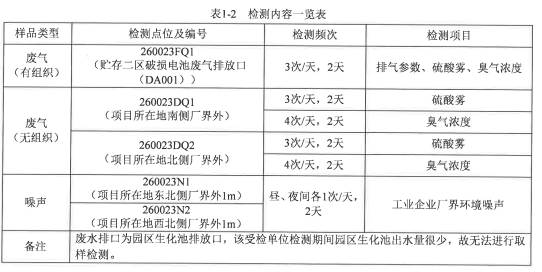 表1-2 检测内容一览表
样品类型 检测点位及编号 检测频次 检测项目
废气
（有组织）
260023FQ1
（贮存二区破损电池废气排放口
（DA001））
3次/天，2天
排气参数、硫酸雾、臭气浓度
废气
（无组织）
260023DQ1
（项目所在地南侧厂界外）
3次/天，2天 硫酸雾
4次/天，2天 臭气浓度
260023DQ2
（项目所在地北侧厂界外）
3次/天，2天 硫酸雾
4次/天，2天 臭气浓度
噪声
260023N1
（项目所在地东北侧厂界外1m）
260023N2
（项目所在地西北侧厂界外1m）
昼、夜间各1次/天，
2天
工业企业厂界环境噪声
备注
废水排口为园区生化池排放口，该受检单位检测期间园区生化池出水量很少，故无法进行取
样检测。